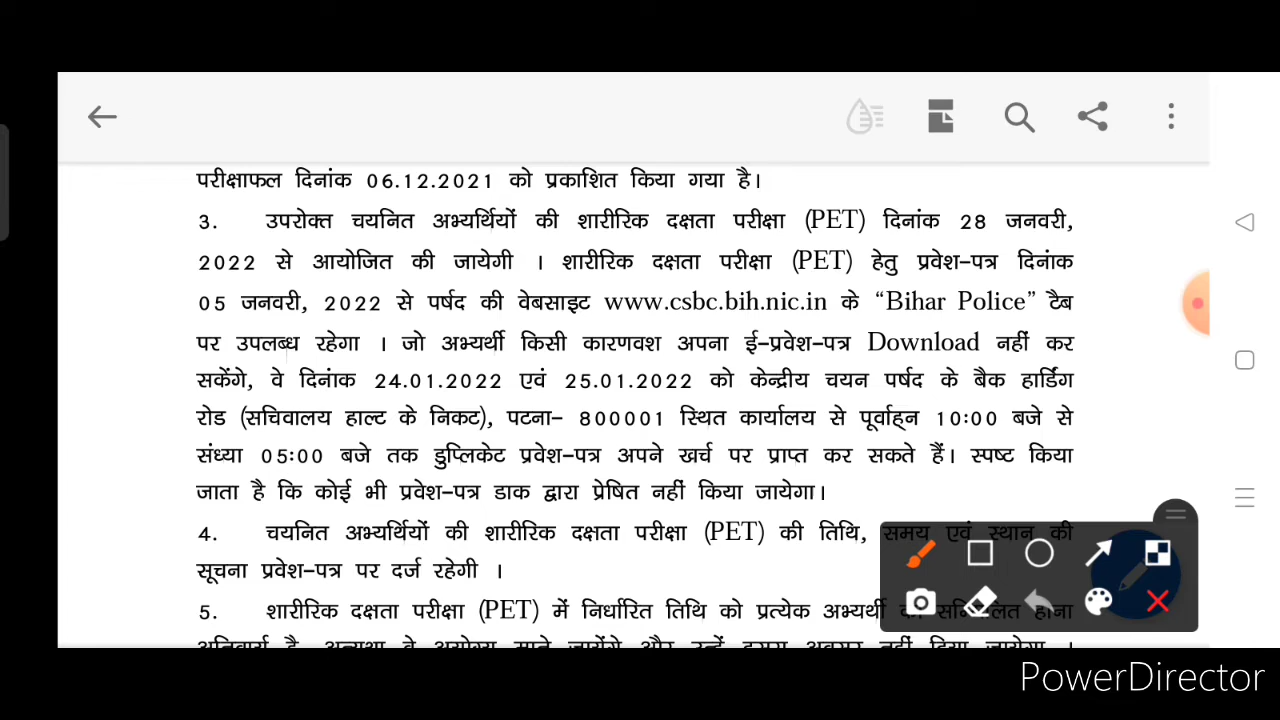 परीक्षाफल दिनांक 06.12.2021 को प्रकाशित किया गया है।
3. उपरोक्त चयनित अभ्यर्थियों की शारीरिक दक्षता परीक्षा (PET) दिनांक 28 जनवरी,
2022 से आयोजित की जायेगी । शारीरिक दक्षता परीक्षा (PET) हेतु प्रवेश-पत्र दिनांक
05 जनवरी, 2022 से पर्षद की वेबसाइट www.csbc.bih.nic.in के “Bihar Police” टैब
पर उपलब्ध रहेगा । जो अभ्यर्थी किसी कारणवश अपना ई-प्रवेश-पत्र Download नहीं कर
सकेंगे, वे दिनांक 24.01.2022 एवं 25.01.2022 को केन्द्रीय चयन पर्षद के बैक हार्डिंग
रोड (सचिवालय हाल्ट के निकट), पटना- 800001 स्थित कार्यालय से पूर्वाह्न 10:00 बजे से
संध्या 05:00 बजे तक डुप्लिकेट प्रवेश-पत्र अपने खर्च पर प्राप्त कर सकते हैं। स्पष्ट किया
जाता है कि कोई भी प्रवेश-पत्र डाक द्वारा प्रेषित नहीं किया जायेगा।
4. चयनित अभ्यर्थियों की शारीरिक दक्षता परीक्षा (PET) की तिथि, समय एवं स्थान की
सूचना प्रवेश-पत्र पर दर्ज रहेगी ।
5. शारीरिक दक्षता परीक्षा (PET) में निर्धारित तिथि को प्रत्येक अभ्यर्थी होना
PowerDirector